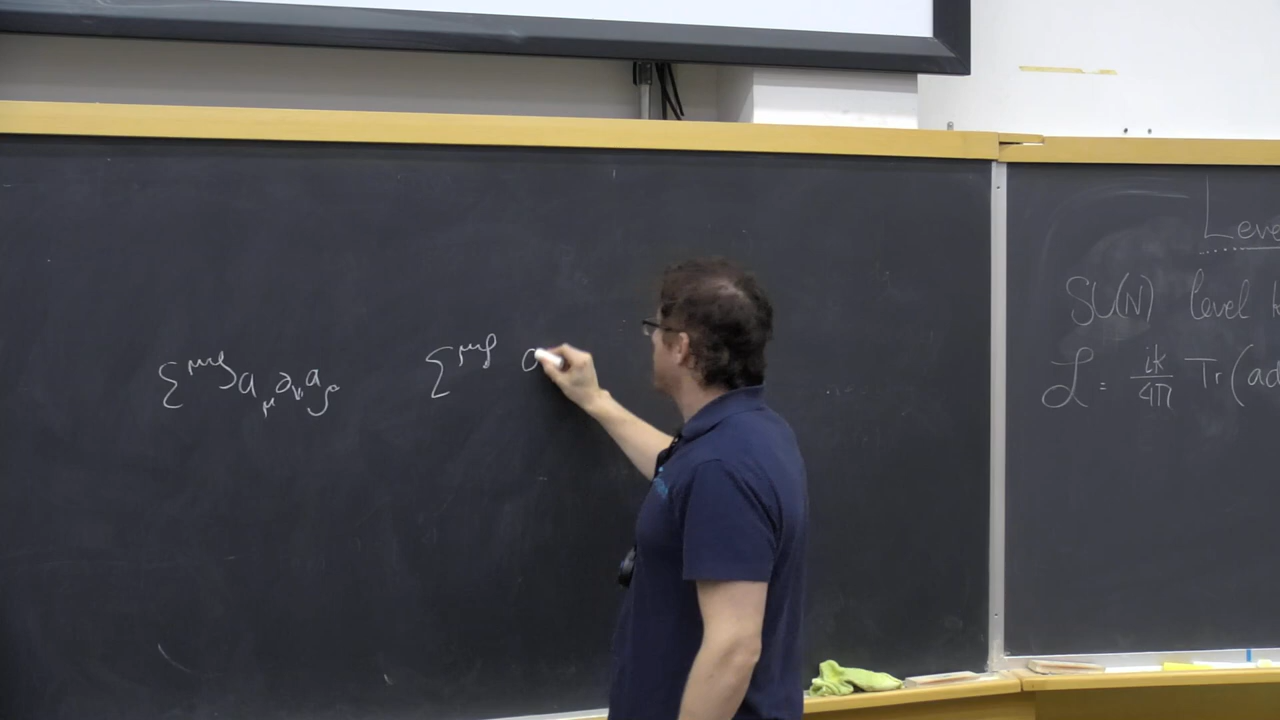 Σ^{μνρ} a_μ ∂_ν a_ρ
Σ^{μνρ} a
Leve
SU(N) level k
ℒ = ik/4π Tr(ad